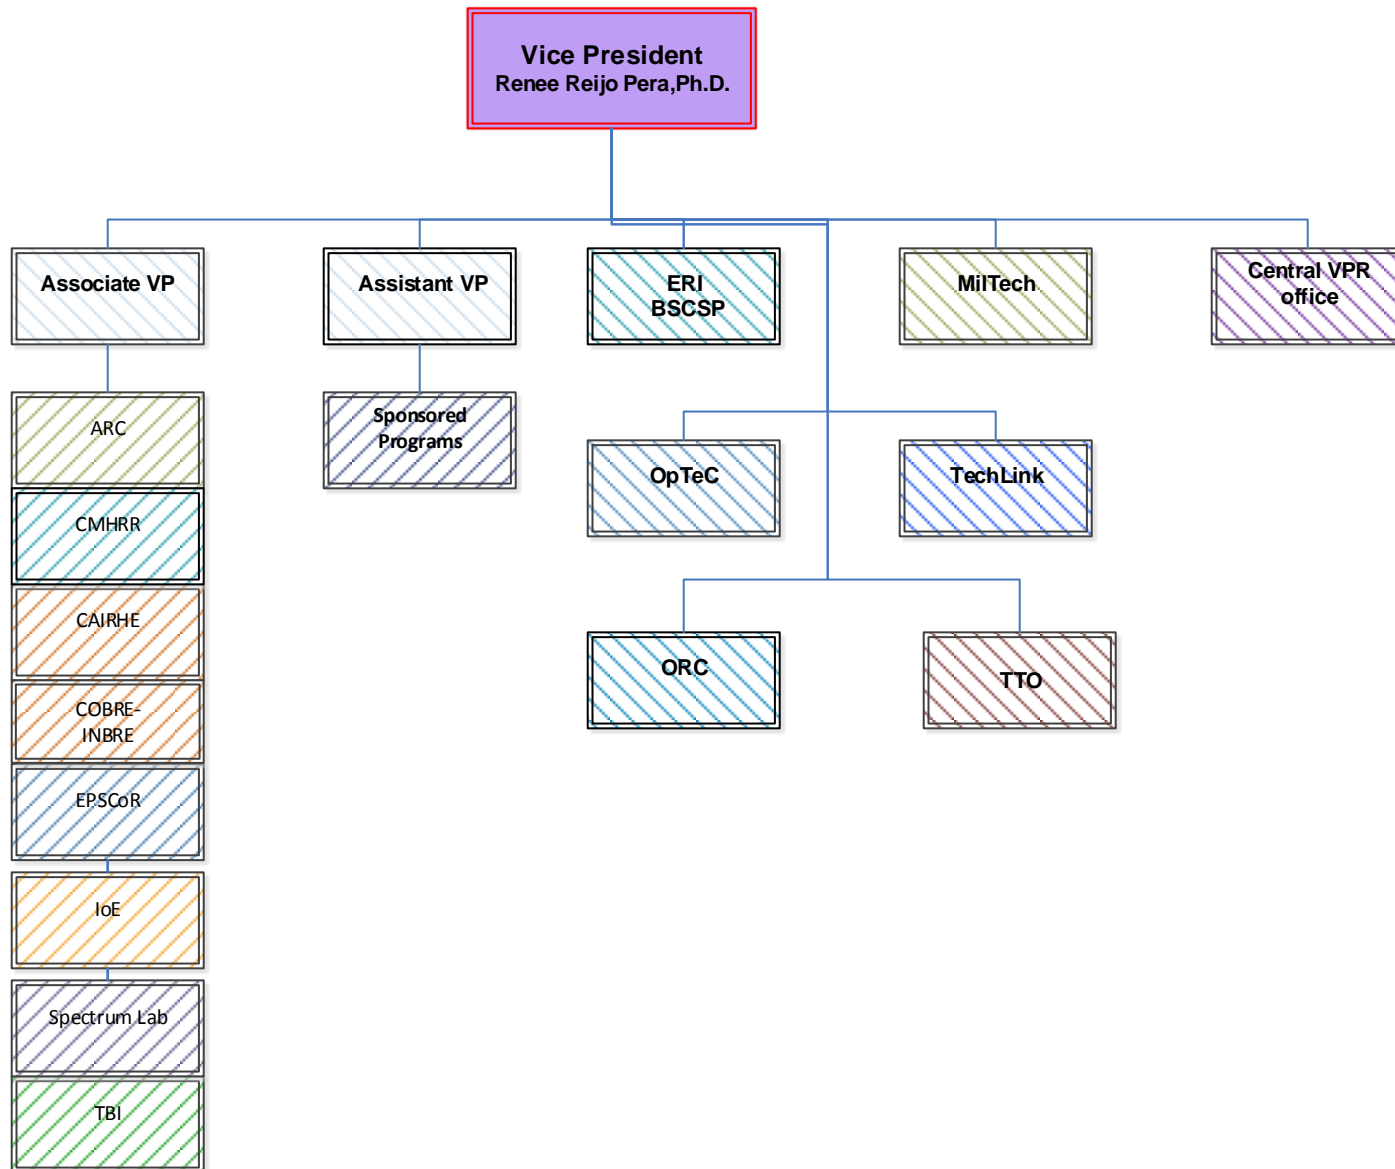 Vice President
Renee Reijo Pera,Ph.D.
Associate VP
Assistant VP
ERI
BSCSP
MilTech
Central VPR
office
ARC
Sponsored
Programs
CMHRR
OpTeC
TechLink
CAIRHE
ORC
TTO
COBRE-
INBRE
EPSCoR
IoE
Spectrum Lab
TBI